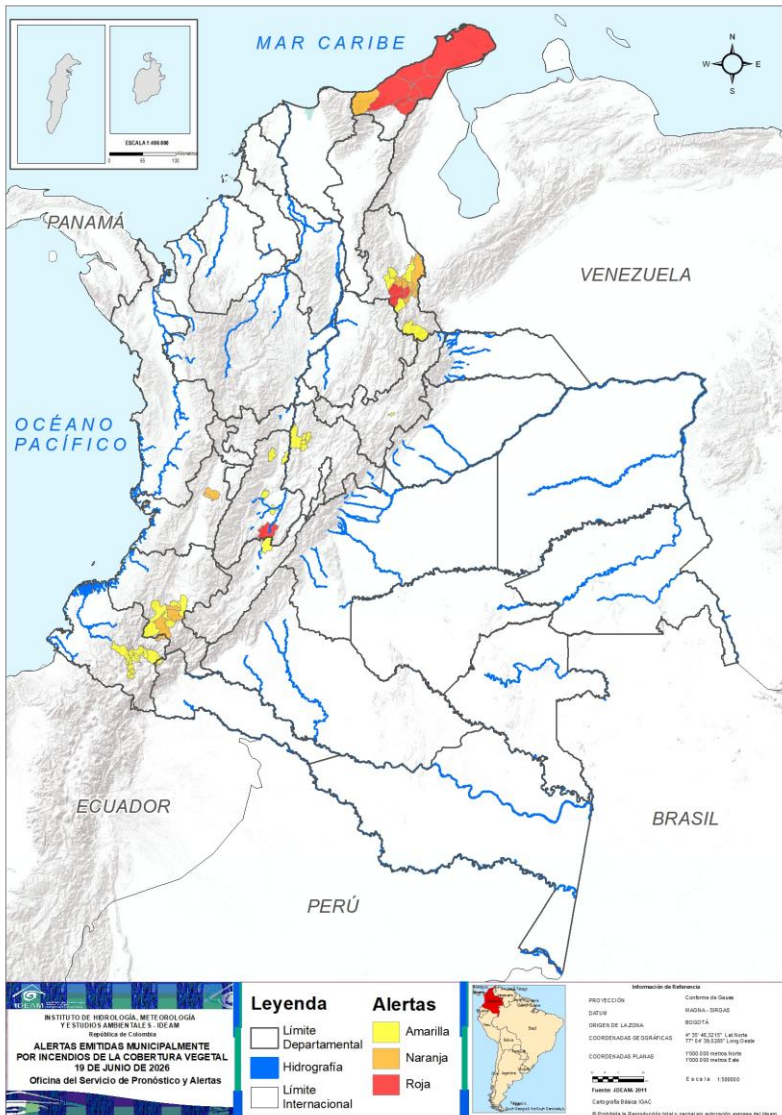 MAR CARIBE
N
W
E
S
ESCALA 1:400.000
PANAMÁ
VENEZUELA
OCÉANO
PACÍFICO
ECUADOR
BRASIL
PERÚ
IDEAM
INSTITUTO DE HIDROLOGÍA, METEOROLOGÍA
Y ESTUDIOS AMBIENTALES - IDEAM
República de Colombia
ALERTAS EMITIDAS MUNICIPALMENTE
POR INCENDIOS DE LA COBERTURA VEGETAL
19 DE JUNIO DE 2026
Oficina del Servicio de Pronóstico y Alertas
Leyenda
Límite
Departamental
Hidrografía
Límite
Internacional
Alertas
Amarilla
Naranja
Roja
Información de Referencia
PROYECCIÓN Conforme de Gauss
DATUM MAGNA - SIRGAS
ORIGEN DE LA ZONA BOGOTÁ
COORDENADAS GEOGRÁFICAS
COORDENADAS PLANAS 1'000.000 metros Norte
1'000.000 metros Este
Escala 1:500000
Fuente: IDEAM 2011
Cartografía Básica IGAC